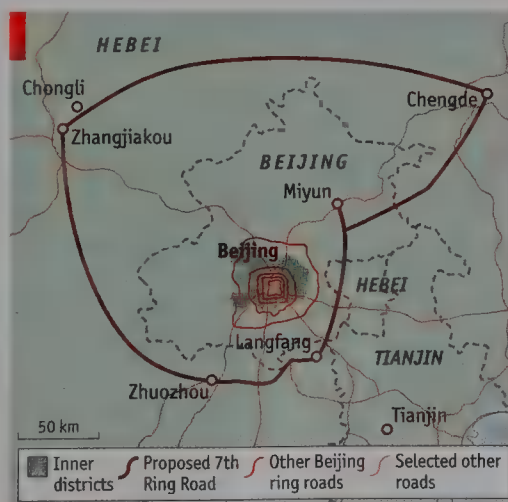 HEBEI
Chongli
Chengde
Zhangjiakou
BEIJING
Miyun
Beijing
HEBEI
Langfang
TIANJIN
Zhuozhou
Tianjin
50 km
Inner districts
Proposed 7th Ring Road
Other Beijing ring roads
Selected other roads